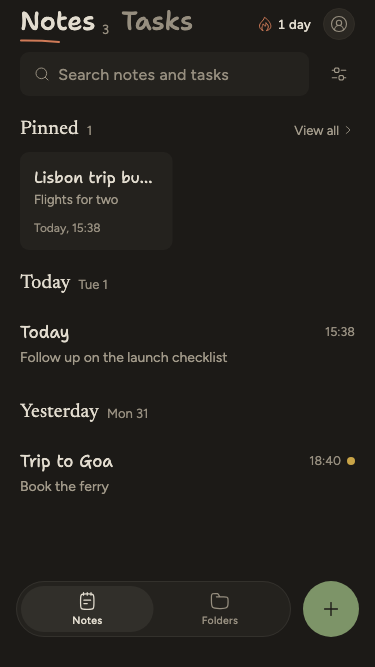 Notes 3 Tasks 1 day
Search notes and tasks
Pinned 1 View all
Lisbon trip bu...
Flights for two
Today, 15:38
Today Tue 1
Today 15:38
Follow up on the launch checklist
Yesterday Mon 31
Trip to Goa 18:40
Book the ferry
Notes Folders